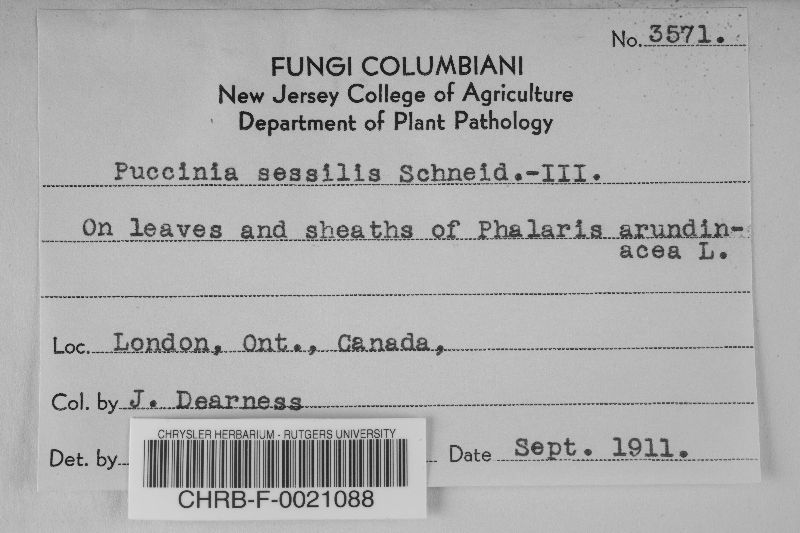 No. 3571.
FUNGI COLUMBIANI
New Jersey College of Agriculture
Department of Plant Pathology
Puccinia sessilis Schneid.-III.
On leaves and sheaths of Phalaris arundin-
acea L.
Loc. London, Ont., Canada,
Col. by J. Dearness
Det. by
Date Sept. 1911.
CHRYSLER HERBARIUM - RUTGERS UNIVERSITY
CHRB-F-0021088